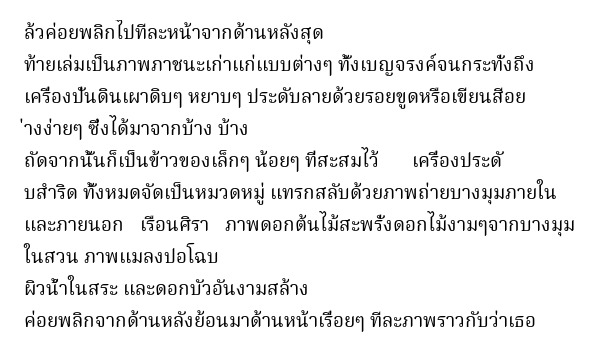 ล้วค่อยพลิกไปทีละหน้าจากด้านหลังสุด
ท้ายเล่มเป็นภาพภาชนะเก่าแก่แบบต่างๆ ทั้งเบญจรงค์จนกระทั่งถึง
เครื่องปั้นดินเผาดิบๆ หยาบๆ ประดับลายด้วยรอยขูดหรือเขียนสีอย
่างง่ายๆ ซึ่งได้มาจากบ้าง บ้าง
ถัดจากนั้นก็เป็นข้าวของเล็กๆ น้อยๆ ที่สะสมไว้ เครื่องประดั
บสำริด ทั้งหมดจัดเป็นหมวดหมู่ แทรกสลับด้วยภาพถ่ายบางมุมภายใน
และภายนอก เรือนศิรา ภาพดอกต้นไม้สะพรั่งดอกไม้งามๆจากบางมุม
ในสวน ภาพแมลงปอโฉบ
ผิวน้ำในสระ และดอกบัวอันงามสล้าง
ค่อยพลิกจากด้านหลังย้อนมาด้านหน้าเรื่อยๆ ทีละภาพราวกับว่าเธอ